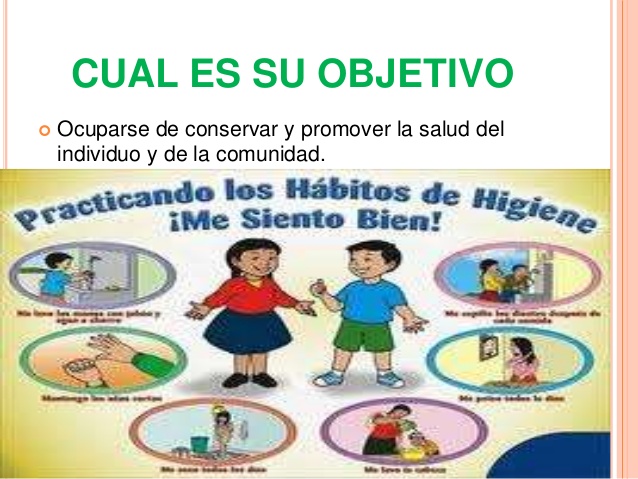 CUAL ES SU OBJETIVO
Ocuparse de conservar y promover la salud del
individuo y de la comunidad.
Practicando los Hábitos de Higiene
¡Me Siento Bien!
Me lavo las manos con jabón y
agua a chorro
Me cepillo los dientes después de
cada comida
Mantengo las uñas cortas
Me peino todos los días
Me baño todos los días
Me lavo la cabeza